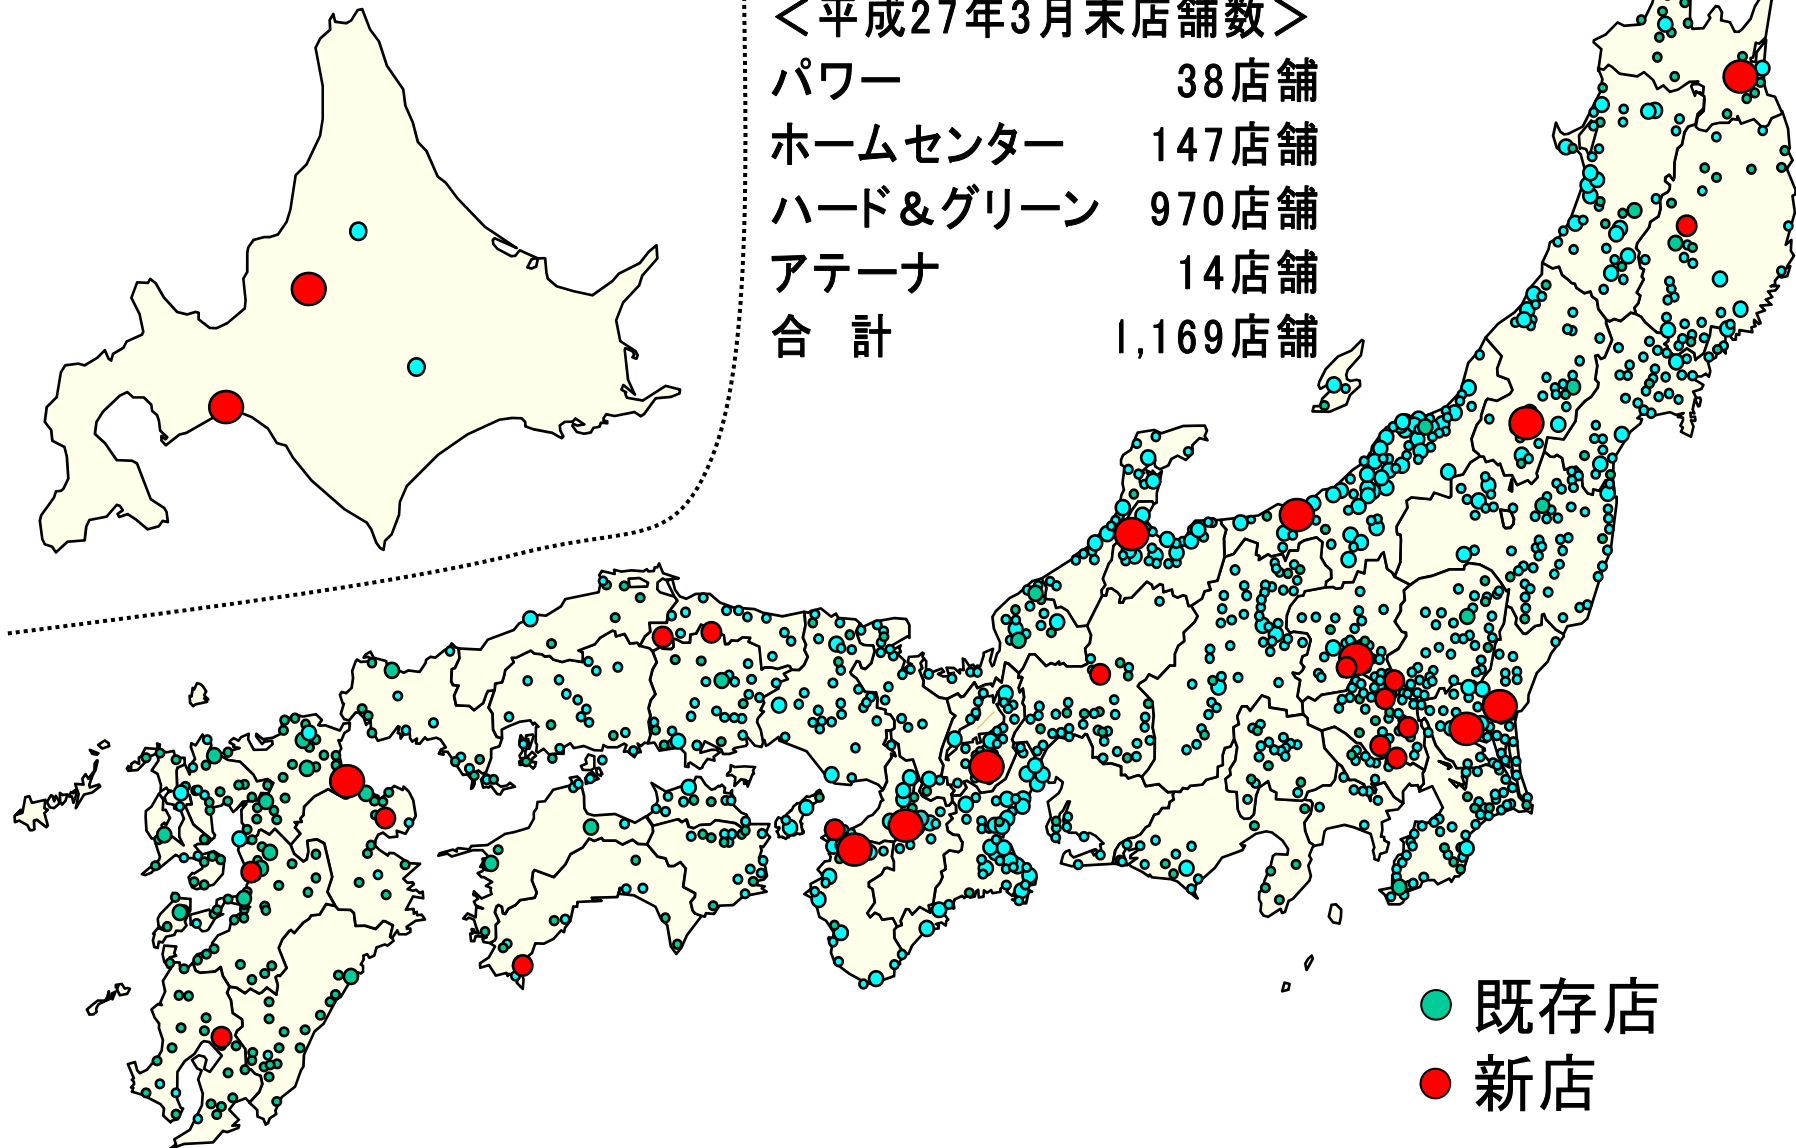 ＜平成27年3月末店舗数＞
パワー 38店舗
ホームセンター 147店舗
ハード＆グリーン 970店舗
アテーナ 14店舗
合　計 1,169店舗
既存店
新店